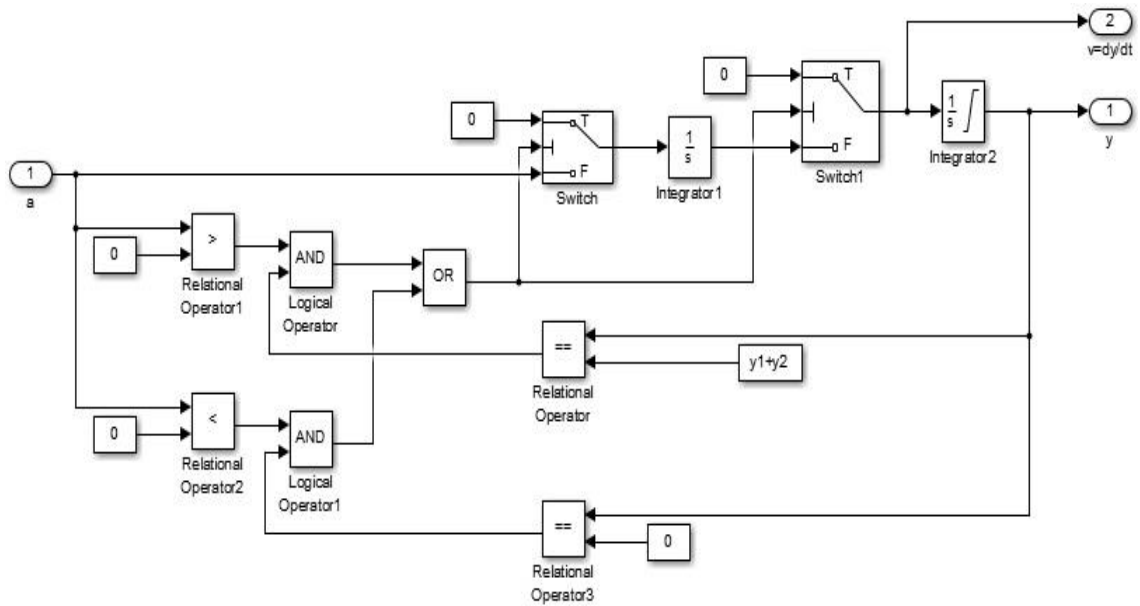 2
v=dy/dt
0
T
F
Switch1
1
s
Integrator2
1
y
0
T
F
Switch
1
s
Integrator1
1
a
>
0
Relational
Operator1
AND
Logical
Operator
OR
==
y1+y2
Relational
Operator
<
0
Relational
Operator2
AND
Logical
Operator1
==
0
Relational
Operator3